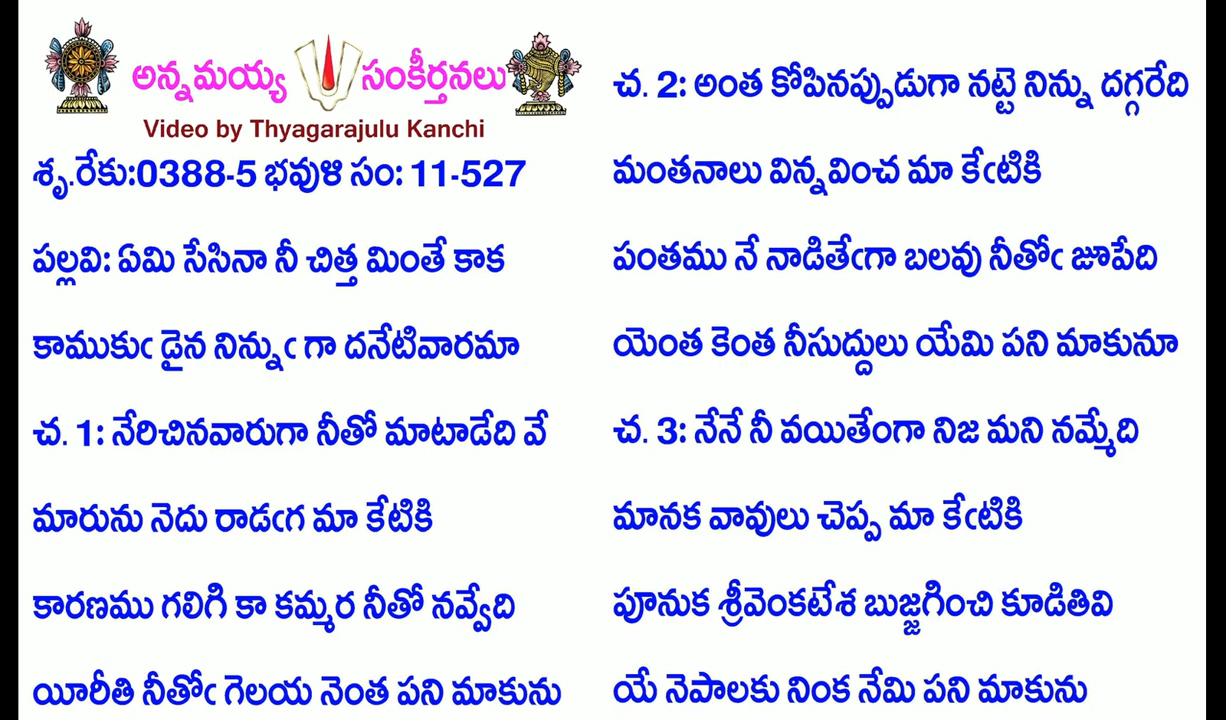 అన్నమయ్య సంకీర్తనలు
Video by Thyagarajulu Kanchi
శృ.రేకు:0388-5 భవుళి సం: 11-527
పల్లవి: ఏమి సేసినా నీ చిత్త మింతే కాక
కాముకుఁ డైన నిన్నుఁ గా దనేటివారమా
చ. 1: నేరిచినవారుగా నీతో మాటాడేది వే
మారును నెదు రాడఁగ మా కేటికి
కారణము గలిగి కా కమ్మర నీతో నవ్వేది
యీరీతి నీతోఁ గెలయ నెంత పని మాకును
చ. 2: అంత కోపినప్పుడుగా నట్టె నిన్ను దగ్గరేది
మంతనాలు విన్నవించ మా కేఁటికి
పంతము నే నాడితేఁగా బలవు నీతోఁ జూపేది
యెంత కెంత నీసుద్దులు యేమి పని మాకునూ
చ. 3: నేనే నీ వయితేంగా నిజ మని నమ్మేది
మానక వావులు చెప్ప మా కేఁటికి
పూనుక శ్రీవెంకటేశ బుజ్జగించి కూడితివి
యే నెపాలకు నింక నేమి పని మాకును